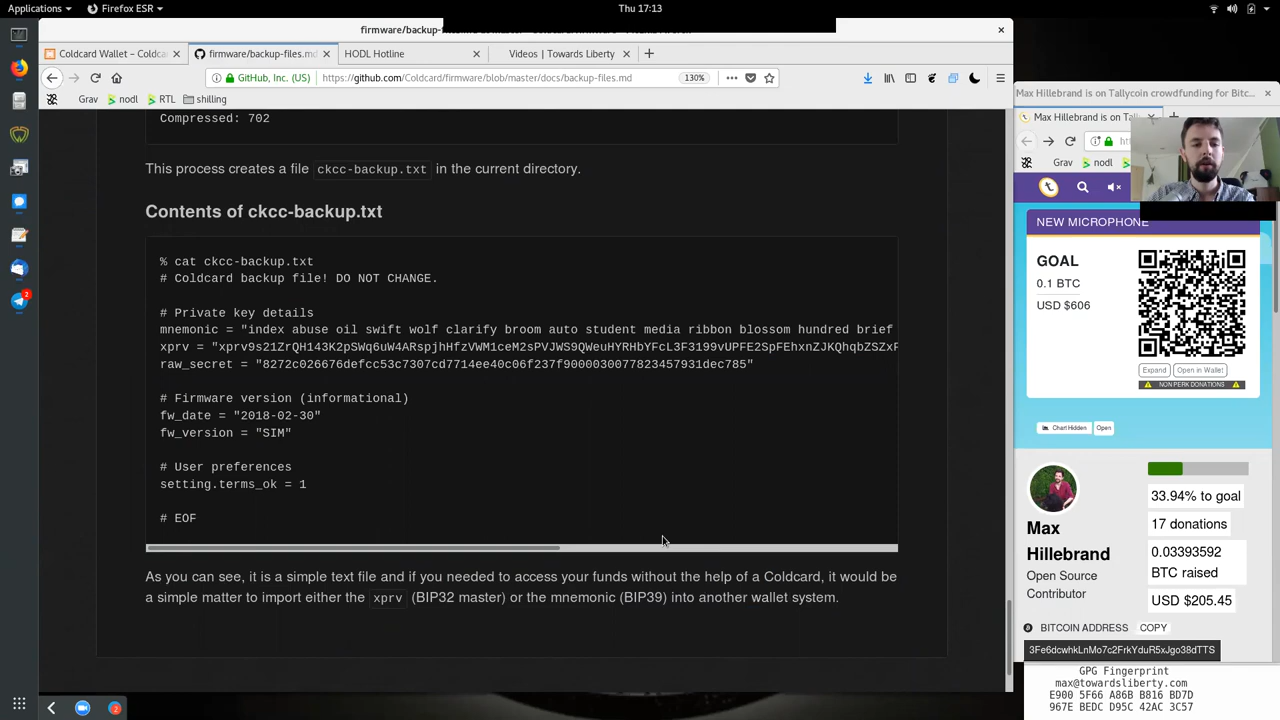 Applications
Firefox ESR
Thu 17:13
firmware/backup-
Coldcard Wallet – Coldca
firmware/backup-files.md
HODL Hotline
Videos | Towards Liberty
GitHub, Inc. (US)
https://github.com/Coldcard/firmware/blob/master/docs/backup-files.md
130%
Grav
nodl
RTL
shilling
Compressed: 702
This process creates a file ckcc-backup.txt in the current directory.
Contents of ckcc-backup.txt
% cat ckcc-backup.txt
# Coldcard backup file! DO NOT CHANGE.
# Private key details
mnemonic = "index abuse oil swift wolf clarify broom auto student media ribbon blossom hundred brief
xprv = "xprv9s21ZrQH143K2pSWq6uW4ARspjhHfzVWM1ceM2sPVJWS9QWeuHYRHbYFcL3F3199vUPFE2SpFEhxnZJKQhqbZSZxF
raw_secret = "8272c026676defcc53c7307cd7714ee40c06f237f9000030077823457931dec785"
# Firmware version (informational)
fw_date = "2018-02-30"
fw_version = "SIM"
# User preferences
setting.terms_ok = 1
# EOF
As you can see, it is a simple text file and if you needed to access your funds without the help of a Coldcard, it would be
a simple matter to import either the xprv (BIP32 master) or the mnemonic (BIP39) into another wallet system.
Max Hillebrand is on Tallycoin crowdfunding for Bitc...
Max Hillebrand is on Tal
Grav
nodl
NEW MICROPHONE
GOAL
0.1 BTC
USD $606
Expand
Open in Wallet
NON PERK DONATIONS
Chart Hidden
Open
33.94% to goal
17 donations
0.03393592
BTC raised
USD $205.45
Max
Hillebrand
Open Source
Contributor
BITCOIN ADDRESS
COPY
3Fe6dcwhkLnMo7c2FrkYduR5xJgo38dTTS
GPG Fingerprint
max@towardsliberty.com
E900 5F66 A86B B816 BD7D
967E BEDC D95C 42AC 3C57
2
2